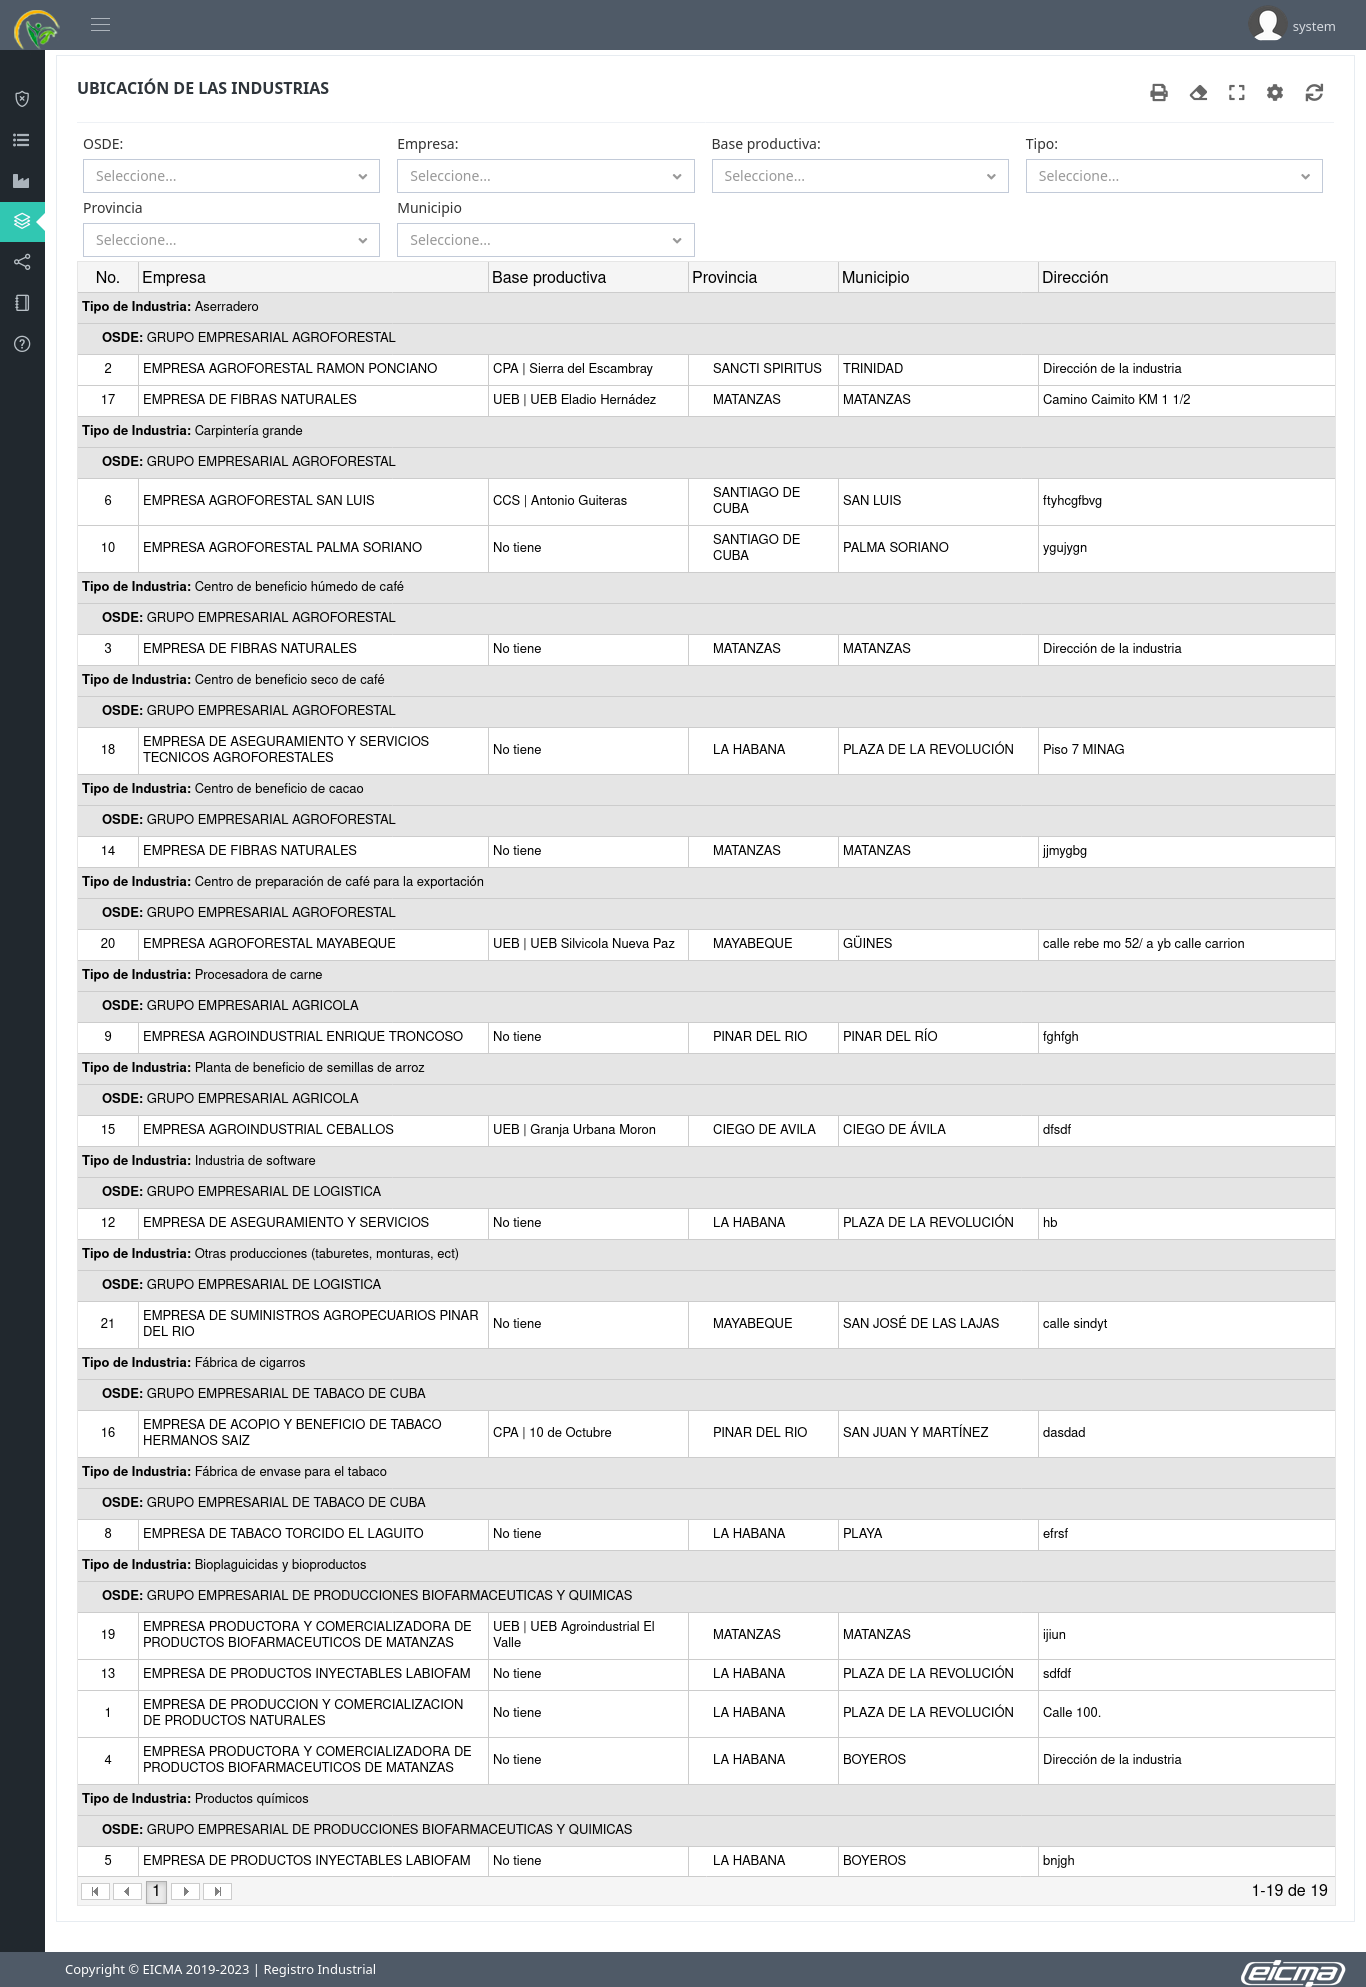 system
UBICACIÓN DE LAS INDUSTRIAS
OSDE: Empresa: Base productiva: Tipo:
Seleccione... Seleccione... Seleccione... Seleccione...
Provincia Municipio
Seleccione... Seleccione...
No. Empresa Base productiva Provincia Municipio Dirección
Tipo de Industria: Aserradero
OSDE: GRUPO EMPRESARIAL AGROFORESTAL
2 EMPRESA AGROFORESTAL RAMON PONCIANO CPA | Sierra del Escambray SANCTI SPIRITUS TRINIDAD Dirección de la industria
17 EMPRESA DE FIBRAS NATURALES UEB | UEB Eladio Hernádez MATANZAS MATANZAS Camino Caimito KM 1 1/2
Tipo de Industria: Carpintería grande
OSDE: GRUPO EMPRESARIAL AGROFORESTAL
6 EMPRESA AGROFORESTAL SAN LUIS CCS | Antonio Guiteras SANTIAGO DE CUBA SAN LUIS ftyhcgfbvg
10 EMPRESA AGROFORESTAL PALMA SORIANO No tiene SANTIAGO DE CUBA PALMA SORIANO ygujygn
Tipo de Industria: Centro de beneficio húmedo de café
OSDE: GRUPO EMPRESARIAL AGROFORESTAL
3 EMPRESA DE FIBRAS NATURALES No tiene MATANZAS MATANZAS Dirección de la industria
Tipo de Industria: Centro de beneficio seco de café
OSDE: GRUPO EMPRESARIAL AGROFORESTAL
18 EMPRESA DE ASEGURAMIENTO Y SERVICIOS TECNICOS AGROFORESTALES No tiene LA HABANA PLAZA DE LA REVOLUCIÓN Piso 7 MINAG
Tipo de Industria: Centro de beneficio de cacao
OSDE: GRUPO EMPRESARIAL AGROFORESTAL
14 EMPRESA DE FIBRAS NATURALES No tiene MATANZAS MATANZAS jjmygbg
Tipo de Industria: Centro de preparación de café para la exportación
OSDE: GRUPO EMPRESARIAL AGROFORESTAL
20 EMPRESA AGROFORESTAL MAYABEQUE UEB | UEB Silvicola Nueva Paz MAYABEQUE GÜINES calle rebe mo 52/ a yb calle carrion
Tipo de Industria: Procesadora de carne
OSDE: GRUPO EMPRESARIAL AGRICOLA
9 EMPRESA AGROINDUSTRIAL ENRIQUE TRONCOSO No tiene PINAR DEL RIO PINAR DEL RÍO fghfgh
Tipo de Industria: Planta de beneficio de semillas de arroz
OSDE: GRUPO EMPRESARIAL AGRICOLA
15 EMPRESA AGROINDUSTRIAL CEBALLOS UEB | Granja Urbana Moron CIEGO DE AVILA CIEGO DE ÁVILA dfsdf
Tipo de Industria: Industria de software
OSDE: GRUPO EMPRESARIAL DE LOGISTICA
12 EMPRESA DE ASEGURAMIENTO Y SERVICIOS No tiene LA HABANA PLAZA DE LA REVOLUCIÓN hb
Tipo de Industria: Otras producciones (taburetes, monturas, ect)
OSDE: GRUPO EMPRESARIAL DE LOGISTICA
21 EMPRESA DE SUMINISTROS AGROPECUARIOS PINAR DEL RIO No tiene MAYABEQUE SAN JOSÉ DE LAS LAJAS calle sindyt
Tipo de Industria: Fábrica de cigarros
OSDE: GRUPO EMPRESARIAL DE TABACO DE CUBA
16 EMPRESA DE ACOPIO Y BENEFICIO DE TABACO HERMANOS SAIZ CPA | 10 de Octubre PINAR DEL RIO SAN JUAN Y MARTÍNEZ dasdad
Tipo de Industria: Fábrica de envase para el tabaco
OSDE: GRUPO EMPRESARIAL DE TABACO DE CUBA
8 EMPRESA DE TABACO TORCIDO EL LAGUITO No tiene LA HABANA PLAYA efrsf
Tipo de Industria: Bioplaguicidas y bioproductos
OSDE: GRUPO EMPRESARIAL DE PRODUCCIONES BIOFARMACEUTICAS Y QUIMICAS
19 EMPRESA PRODUCTORA Y COMERCIALIZADORA DE PRODUCTOS BIOFARMACEUTICOS DE MATANZAS UEB | UEB Agroindustrial El Valle MATANZAS MATANZAS ijiun
13 EMPRESA DE PRODUCTOS INYECTABLES LABIOFAM No tiene LA HABANA PLAZA DE LA REVOLUCIÓN sdfdf
1 EMPRESA DE PRODUCCION Y COMERCIALIZACION DE PRODUCTOS NATURALES No tiene LA HABANA PLAZA DE LA REVOLUCIÓN Calle 100.
4 EMPRESA PRODUCTORA Y COMERCIALIZADORA DE PRODUCTOS BIOFARMACEUTICOS DE MATANZAS No tiene LA HABANA BOYEROS Dirección de la industria
Tipo de Industria: Productos químicos
OSDE: GRUPO EMPRESARIAL DE PRODUCCIONES BIOFARMACEUTICAS Y QUIMICAS
5 EMPRESA DE PRODUCTOS INYECTABLES LABIOFAM No tiene LA HABANA BOYEROS bnjgh
1 1-19 de 19
Copyright © EICMA 2019-2023 | Registro Industrial eicma